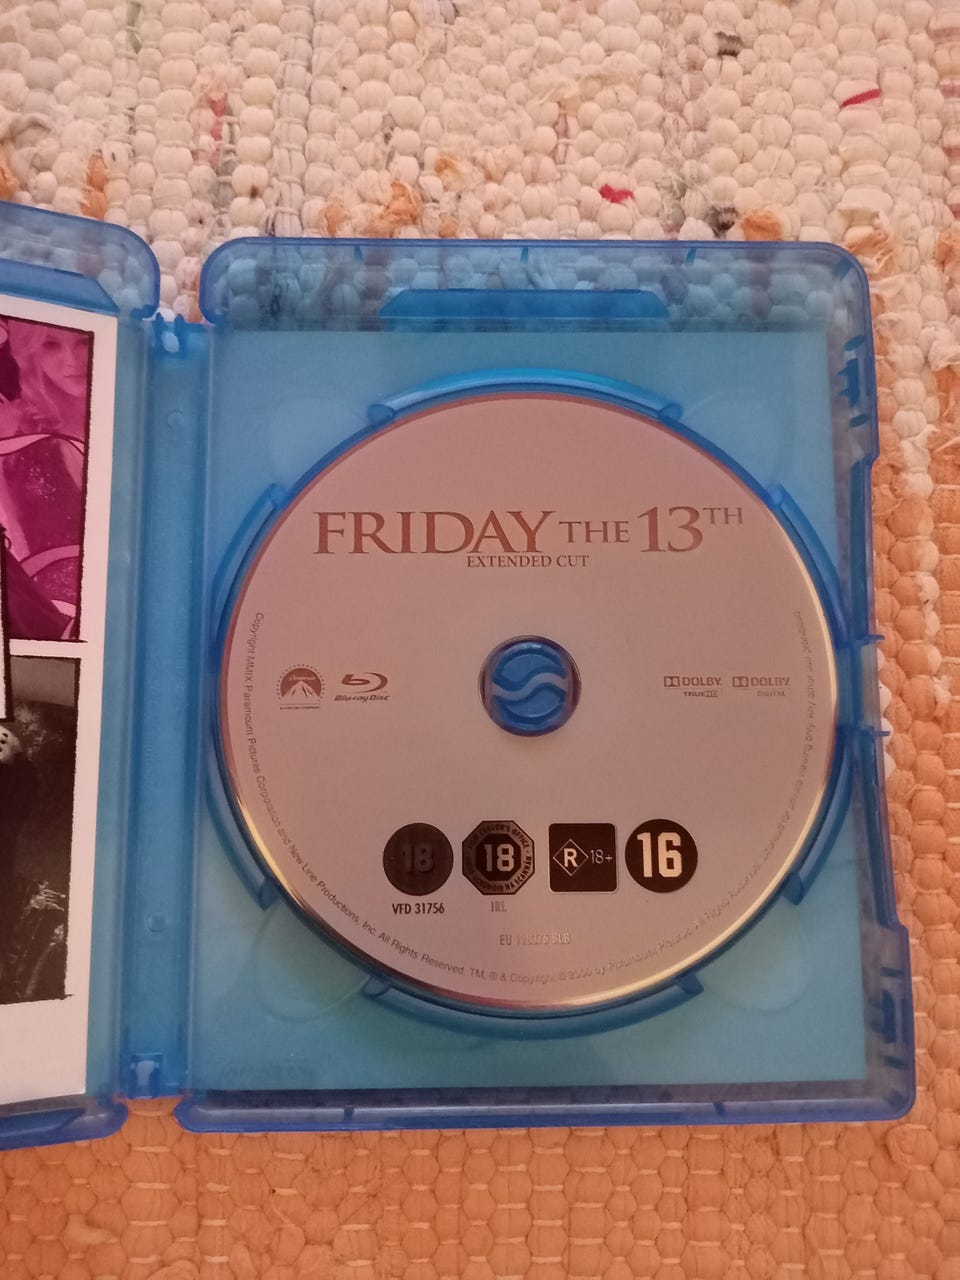 FRIDAY THE 13TH
EXTENDED CUT
Paramount
Blu-ray Disc
DOLBY
TRUEHD
DOLBY
DIGITAL
18
18
R 18+
16
VFD 31756
IRL
Copyright MMIX Paramount Pictures Corporation and New Line Productions, Inc. All Rights Reserved. TM, ® & Copyright © 2009 by Paramount Pictures. All Rights Reserved.